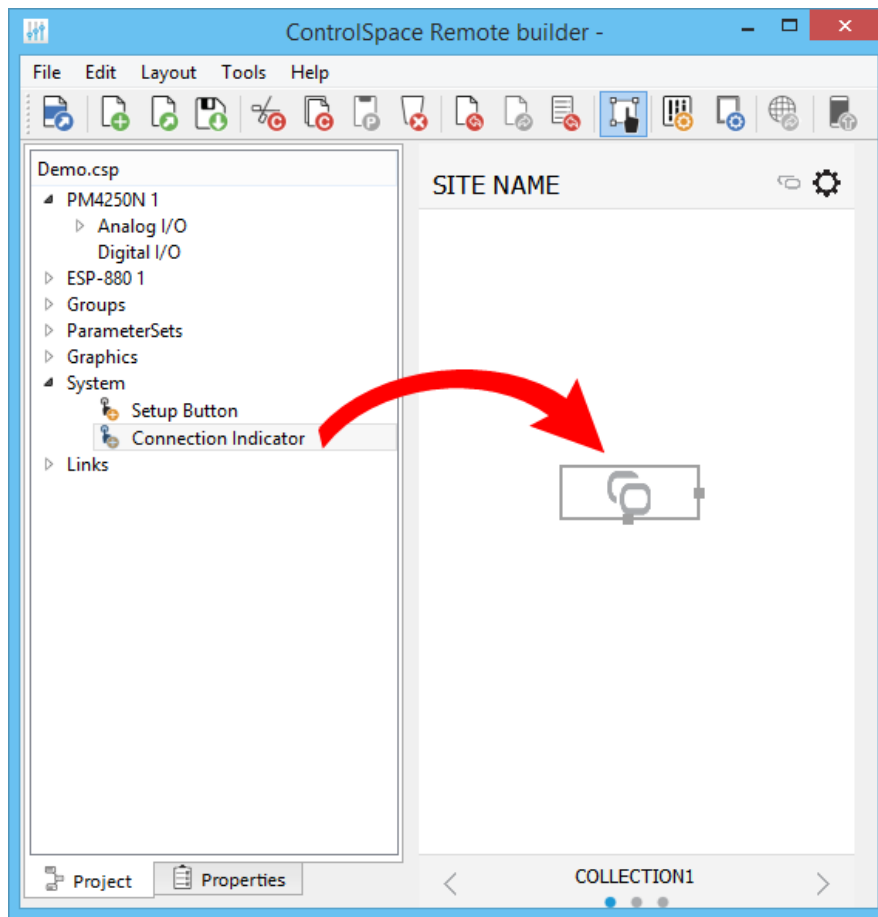 ControlSpace Remote builder -
File Edit Layout Tools Help
Demo.csp
PM4250N 1
Analog I/O
Digital I/O
ESP-880 1
Groups
ParameterSets
Graphics
System
Setup Button
Connection Indicator
Links
Project Properties
SITE NAME
COLLECTION1